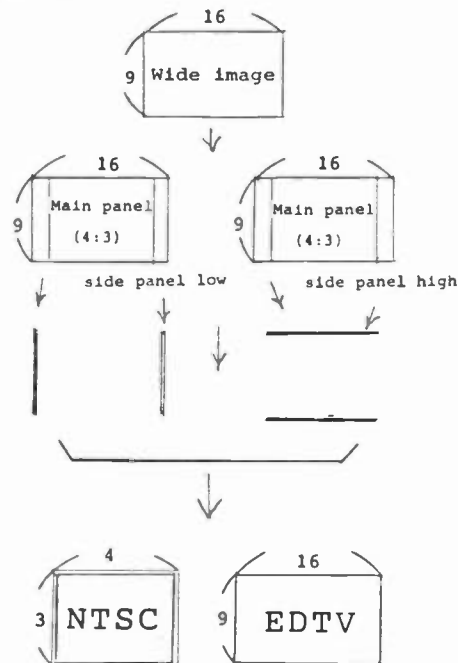 16
9
Wide image
16
16
9
Main panel
(4:3)
9
Main panel
(4:3)
side panel low
side panel high
4
16
3
NTSC
9
EDTV